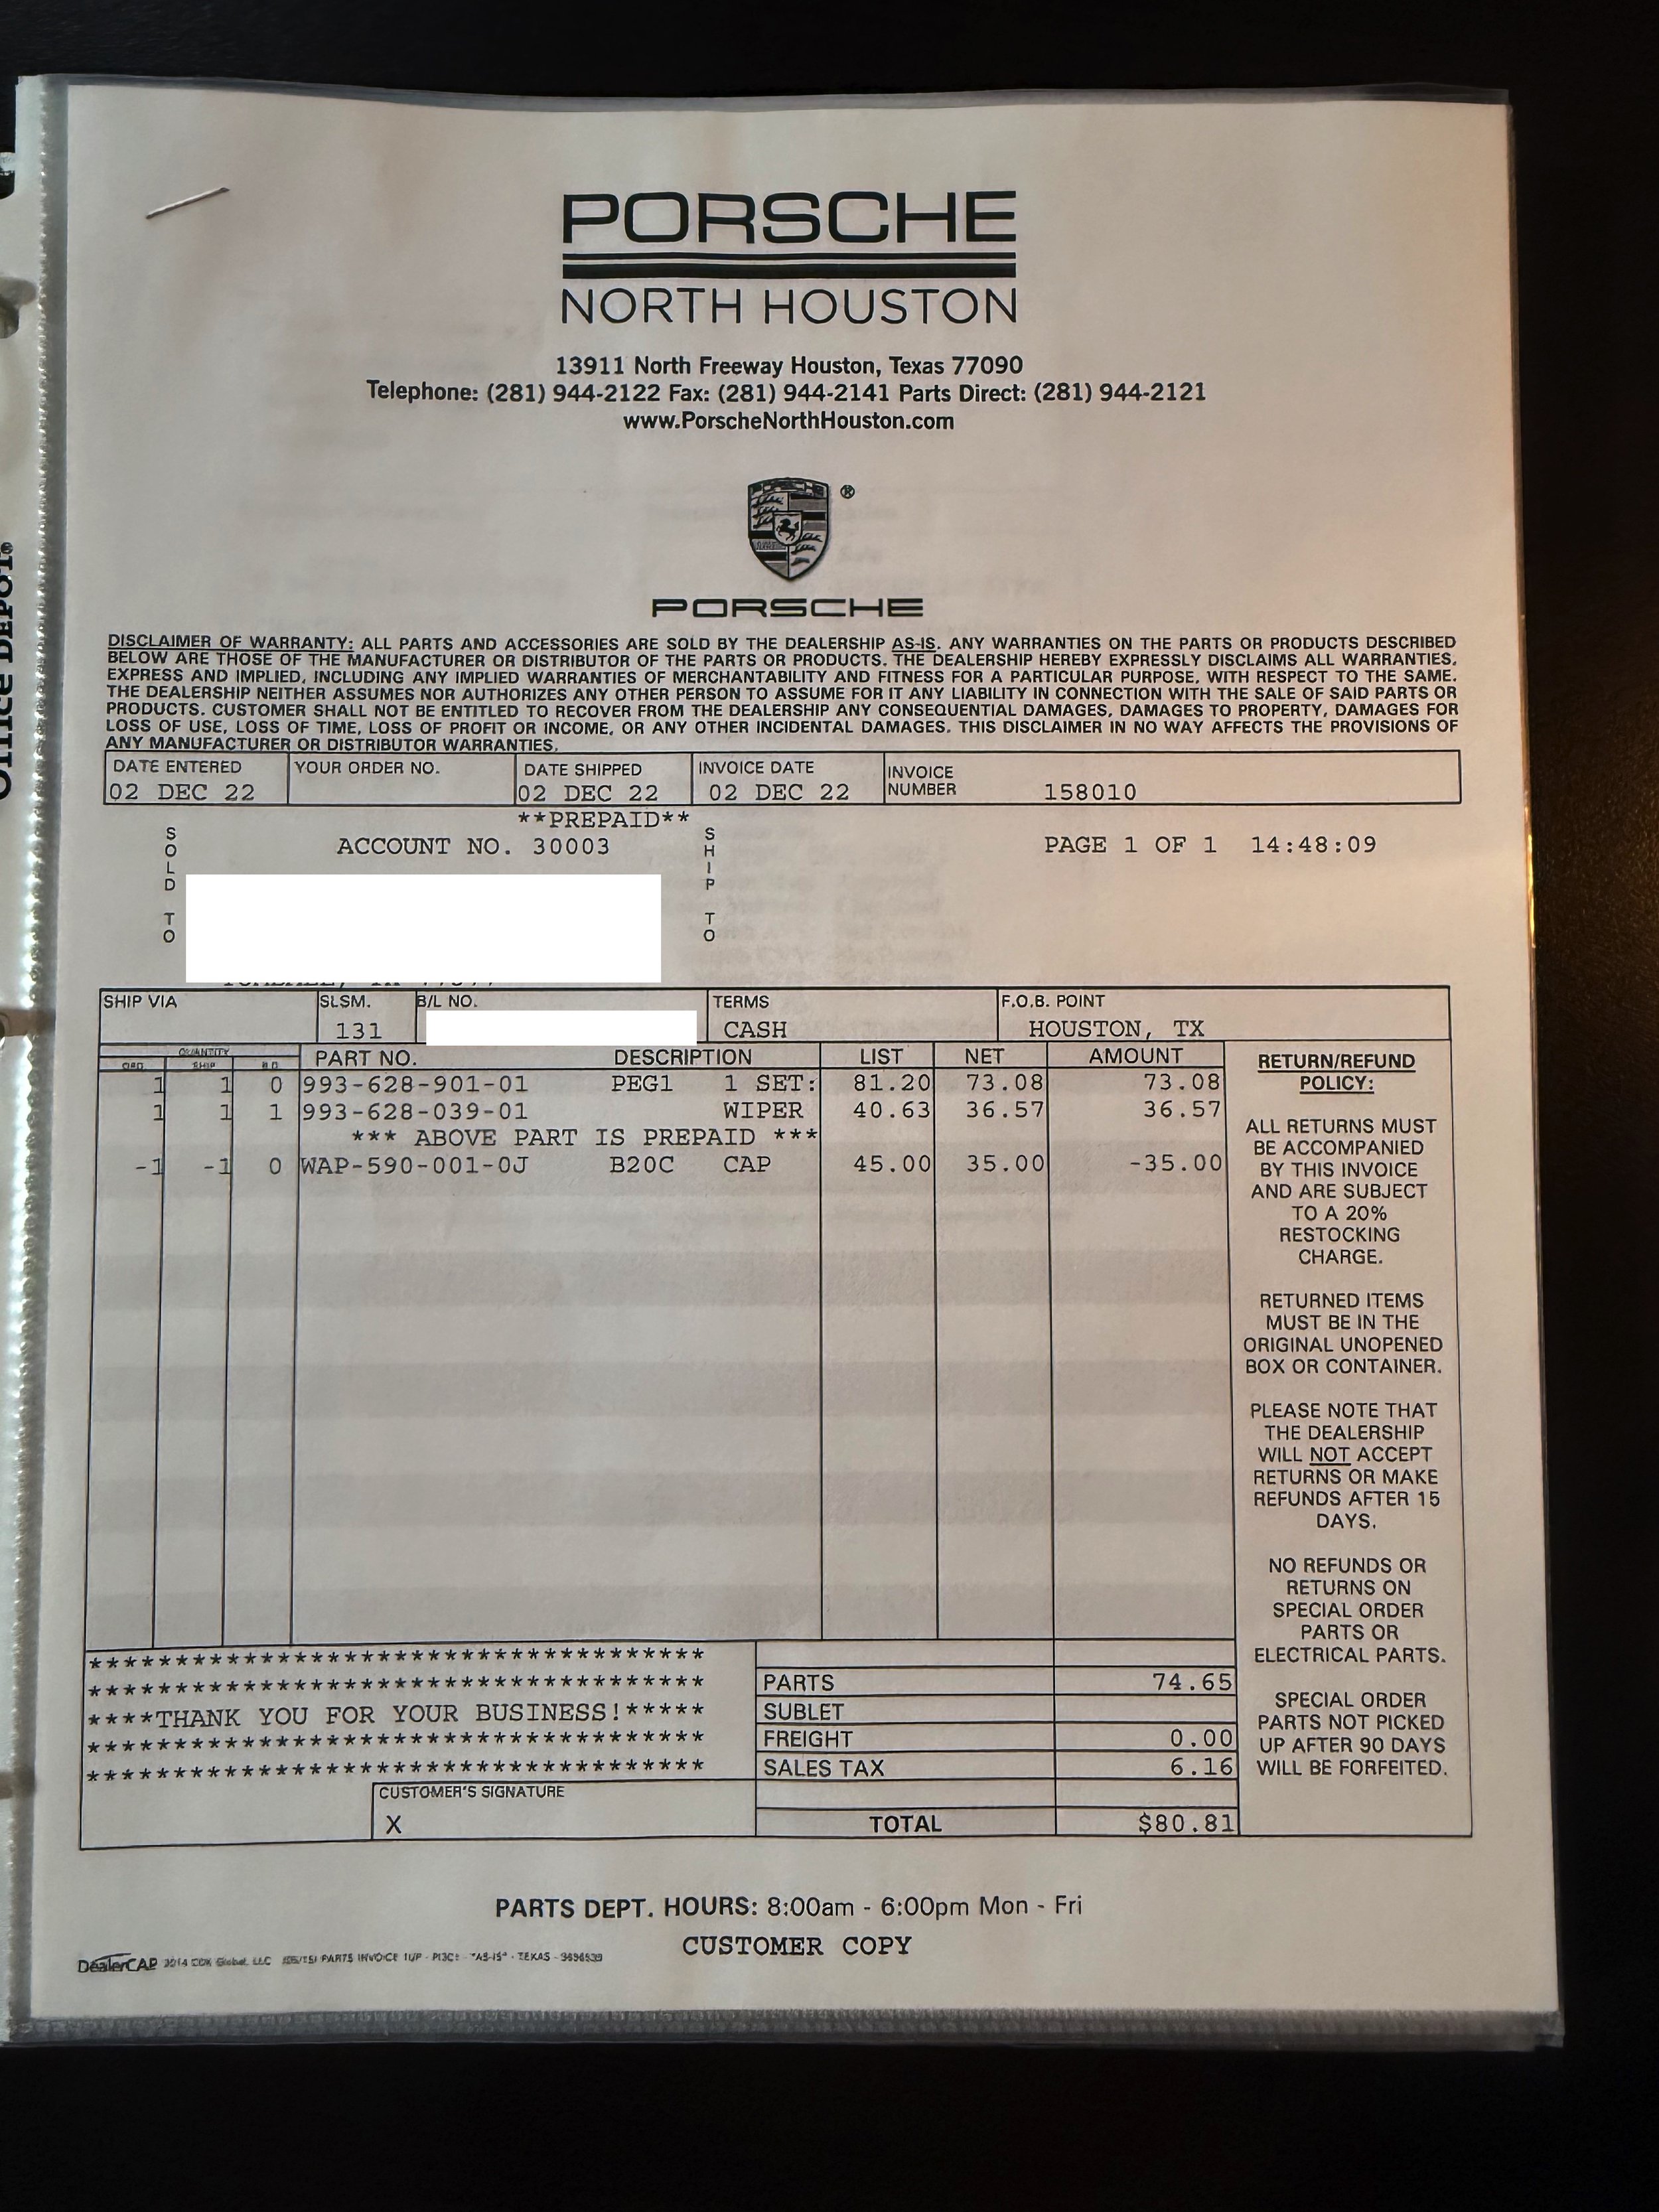 Office DEPOT®
PORSCHE
NORTH HOUSTON
13911 North Freeway Houston, Texas 77090
Telephone: (281) 944-2122 Fax: (281) 944-2141 Parts Direct: (281) 944-2121
www.PorscheNorthHouston.com
®
PORSCHE
DISCLAIMER OF WARRANTY: ALL PARTS AND ACCESSORIES ARE SOLD BY THE DEALERSHIP AS-IS. ANY WARRANTIES ON THE PARTS OR PRODUCTS DESCRIBED
BELOW ARE THOSE OF THE MANUFACTURER OR DISTRIBUTOR OF THE PARTS OR PRODUCTS. THE DEALERSHIP HEREBY EXPRESSLY DISCLAIMS ALL WARRANTIES,
EXPRESS AND IMPLIED, INCLUDING ANY IMPLIED WARRANTIES OF MERCHANTABILITY AND FITNESS FOR A PARTICULAR PURPOSE, WITH RESPECT TO THE SAME.
THE DEALERSHIP NEITHER ASSUMES NOR AUTHORIZES ANY OTHER PERSON TO ASSUME FOR IT ANY LIABILITY IN CONNECTION WITH THE SALE OF SAID PARTS OR
PRODUCTS. CUSTOMER SHALL NOT BE ENTITLED TO RECOVER FROM THE DEALERSHIP ANY CONSEQUENTIAL DAMAGES, DAMAGES TO PROPERTY, DAMAGES FOR
LOSS OF USE, LOSS OF TIME, LOSS OF PROFIT OR INCOME, OR ANY OTHER INCIDENTAL DAMAGES. THIS DISCLAIMER IN NO WAY AFFECTS THE PROVISIONS OF
ANY MANUFACTURER OR DISTRIBUTOR WARRANTIES.
DATE ENTERED YOUR ORDER NO. DATE SHIPPED INVOICE DATE INVOICE NUMBER
02 DEC 22 02 DEC 22 02 DEC 22 158010
**PREPAID**
SOLD TO ACCOUNT NO. 30003 SHIP TO PAGE 1 OF 1 14:48:09
SHIP VIA SLSM. B/L NO. TERMS F.O.B. POINT
131 CASH HOUSTON, TX
QUANTITY
ORD. SHIP B.O. PART NO. DESCRIPTION LIST NET AMOUNT
1 1 0 993-628-901-01 PEG1 1 SET: 81.20 73.08 73.08
1 1 1 993-628-039-01 WIPER 40.63 36.57 36.57
*** ABOVE PART IS PREPAID ***
-1 -1 0 WAP-590-001-0J B20C CAP 45.00 35.00 -35.00
RETURN/REFUND
POLICY:
ALL RETURNS MUST
BE ACCOMPANIED
BY THIS INVOICE
AND ARE SUBJECT
TO A 20%
RESTOCKING
CHARGE.
RETURNED ITEMS
MUST BE IN THE
ORIGINAL UNOPENED
BOX OR CONTAINER.
PLEASE NOTE THAT
THE DEALERSHIP
WILL NOT ACCEPT
RETURNS OR MAKE
REFUNDS AFTER 15
DAYS.
NO REFUNDS OR
RETURNS ON
SPECIAL ORDER
PARTS OR
ELECTRICAL PARTS.
SPECIAL ORDER
PARTS NOT PICKED
UP AFTER 90 DAYS
WILL BE FORFEITED.
************************************
************************************
****THANK YOU FOR YOUR BUSINESS!*****
************************************
************************************
PARTS 74.65
SUBLET
FREIGHT 0.00
SALES TAX 6.16
TOTAL $80.81
CUSTOMER'S SIGNATURE
X
PARTS DEPT. HOURS: 8:00am - 6:00pm Mon - Fri
CUSTOMER COPY
DealerCAP 2014 CDK Global, LLC PARTS INVOICE 1UP - "AS-IS" - TEXAS